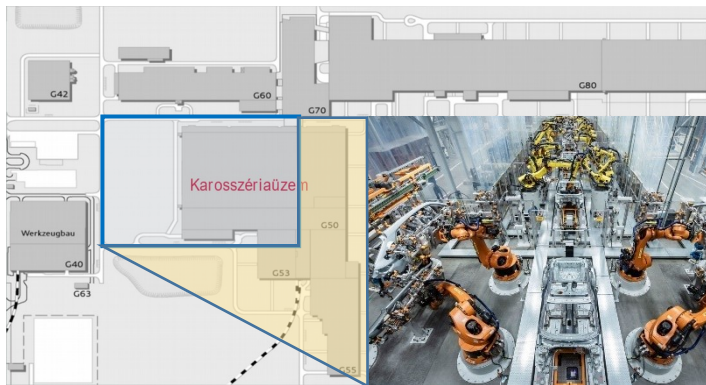 G42
G60
G80
G70
Karosszériaüzem
G50
Werkzeugbau
G40
G53
G63
G55